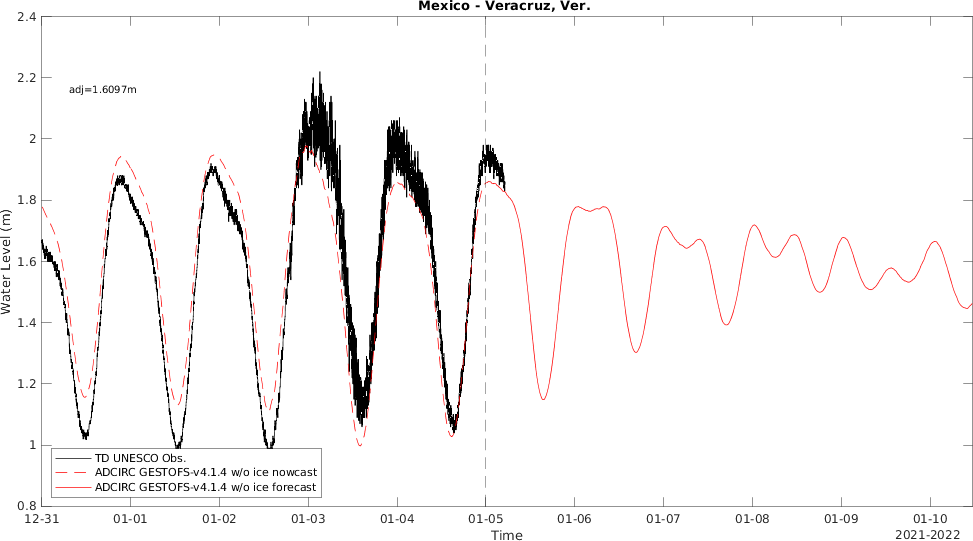 Mexico - Veracruz, Ver.
2.4
2.2
2
1.8
1.6
1.4
1.2
1
0.8
Water Level (m)
adj=1.6097m
TD UNESCO Obs.
ADCIRC GESTOFS-v4.1.4 w/o ice nowcast
ADCIRC GESTOFS-v4.1.4 w/o ice forecast
12-31 01-01 01-02 01-03 01-04 01-05 01-06 01-07 01-08 01-09 01-10
Time
2021-2022